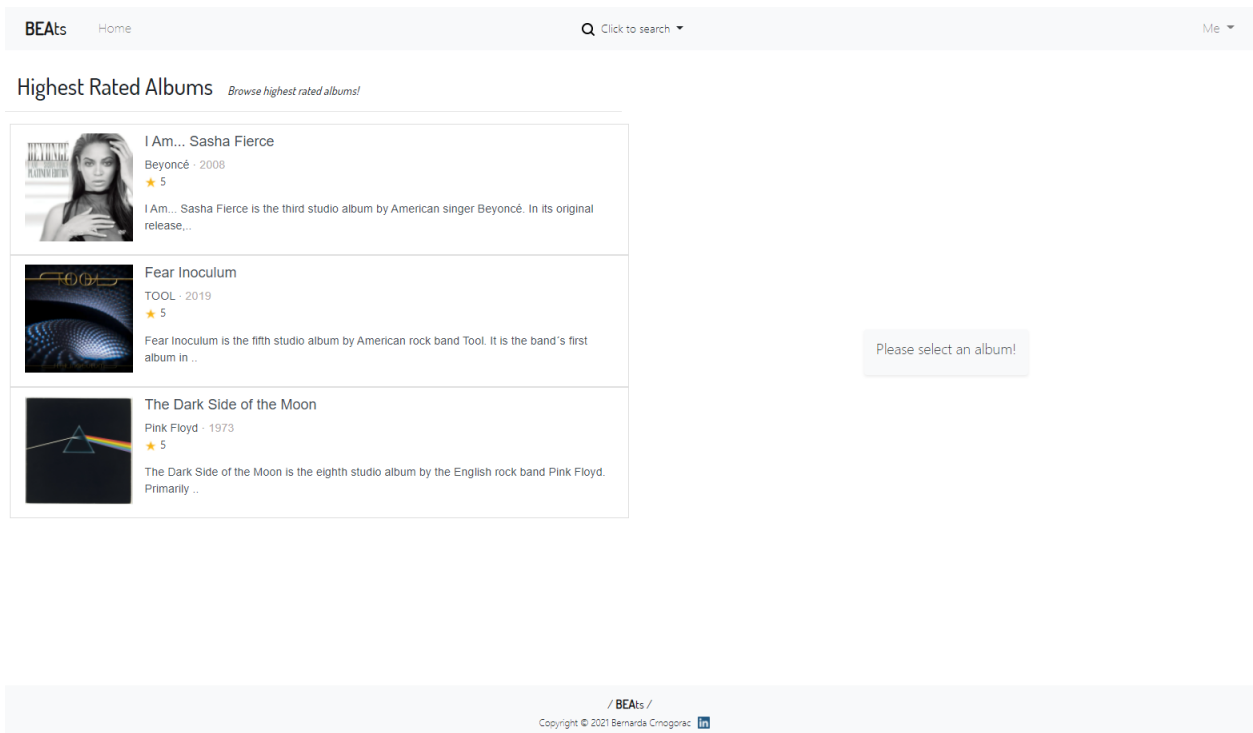 BEAts Home Click to search Me
Highest Rated Albums Browse highest rated albums!
BEYONCÉ
PLATINUM EDITION
I Am... Sasha Fierce
Beyoncé · 2008
★ 5
I Am... Sasha Fierce is the third studio album by American singer Beyoncé. In its original
release,..
TOOL
Fear Inoculum
TOOL · 2019
★ 5
Fear Inoculum is the fifth studio album by American rock band Tool. It is the band's first
album in ..
The Dark Side of the Moon
Pink Floyd · 1973
★ 5
The Dark Side of the Moon is the eighth studio album by the English rock band Pink Floyd.
Primarily ..
Please select an album!
/ BEAts /
Copyright © 2021 Bernarda Crnogorac in